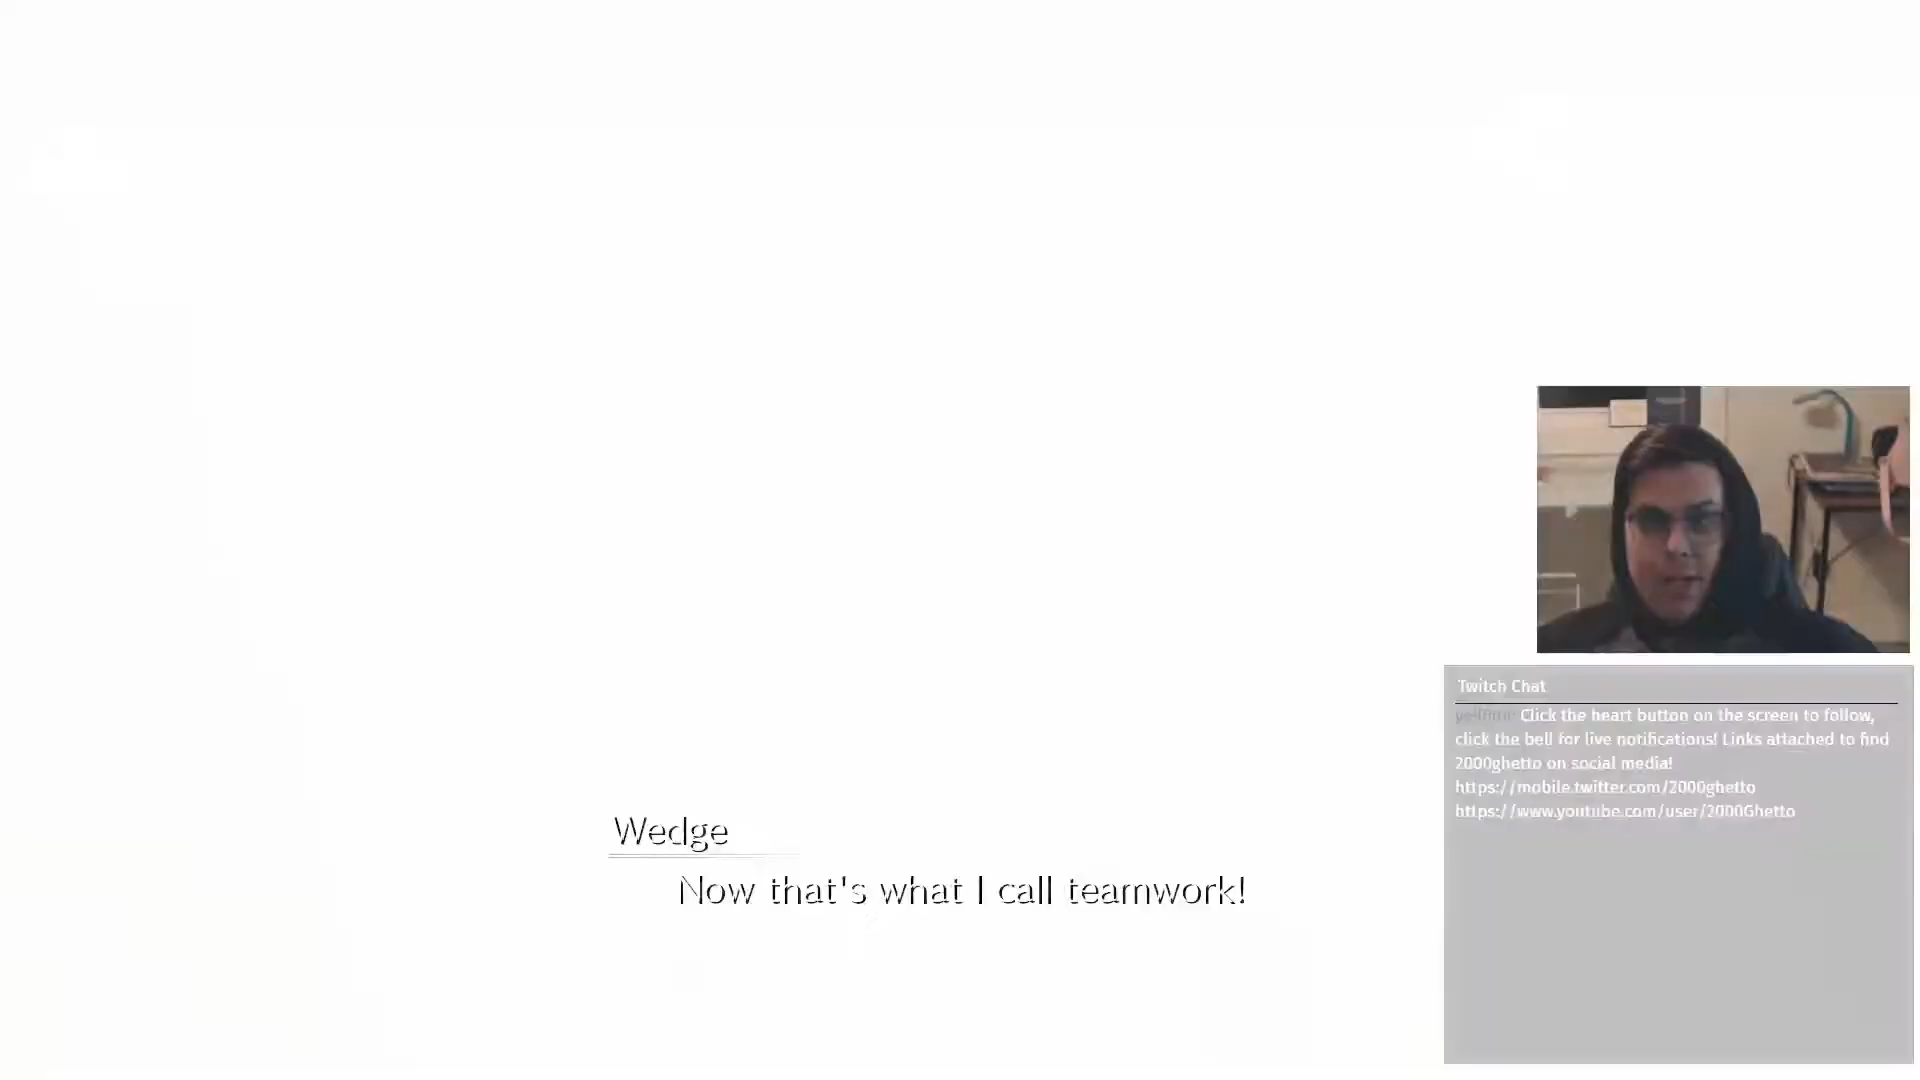 Wedge
Now that's what I call teamwork!
Twitch Chat
Click the heart button on the screen to follow,
click the bell for live notifications! Links attached to find
2000ghetto on social media!
https://mobile.twitter.com/2000ghetto
https://www.youtube.com/user/2000Ghetto